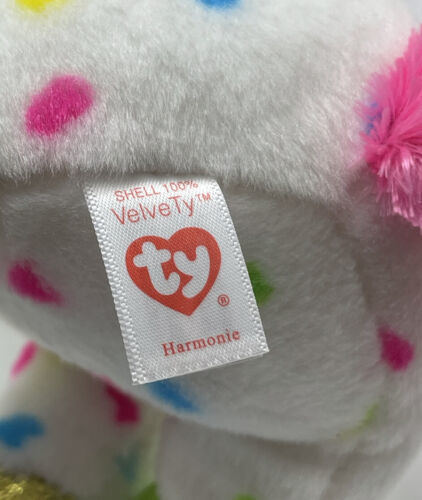 SHELL 100%
VelveTy™
ty
®
Harmonie